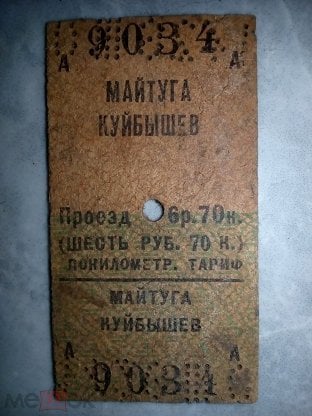 9034
А А
МАЙТУГА
КУЙБЫШЕВ
Проезд 6р.70к.
(ШЕСТЬ РУБ. 70 К.)
ПОКИЛОМЕТР. ТАРИФ
МАЙТУГА
КУЙБЫШЕВ
А А
9034